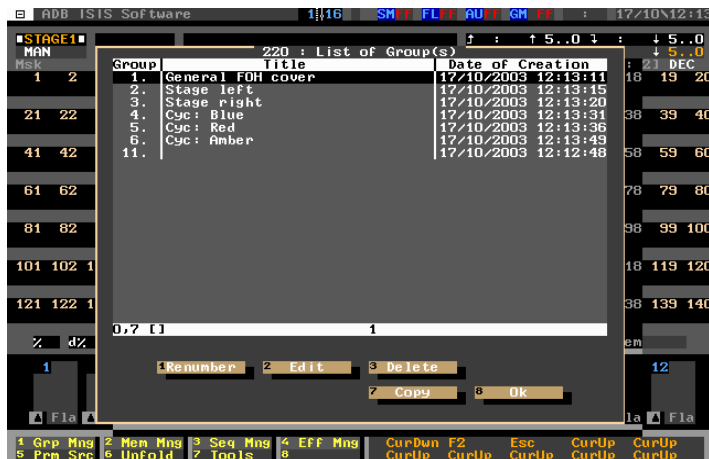 ADB ISIS Software 1 16 SMFF FLFF AUFF GM FF : 17/10\12:13
■STAGE1■ : ↑ 5..0 : ↓ 5..0
MAN 220 : List of Group(s) ↓ 5..0
Msk Group Title Date of Creation : 2] DEC
1 2 1. General FOH cover 17/10/2003 12:13:11 18 19 20
2. Stage left 17/10/2003 12:13:15
3. Stage right 17/10/2003 12:13:20
21 22 4. Cyc: Blue 17/10/2003 12:13:31 38 39 40
5. Cyc: Red 17/10/2003 12:13:36
6. Cyc: Amber 17/10/2003 12:13:49
41 42 11. 17/10/2003 12:12:48 58 59 60
61 62 78 79 80
81 82 98 99 100
101 102 1 18 119 120
121 122 1 38 139 140
0,7 [] 1
% d% em
1 1Renumber 2 Edit 3 Delete 12
7 Copy 8 Ok
Fla la Fla
1 Grp Mng 2 Mem Mng 3 Seq Mng 4 Eff Mng CurDwn F2 Esc CurUp CurUp
5 Prm Src 6 Unfold 7 Tools 8 CurUp CurUp CurUp CurUp CurUp